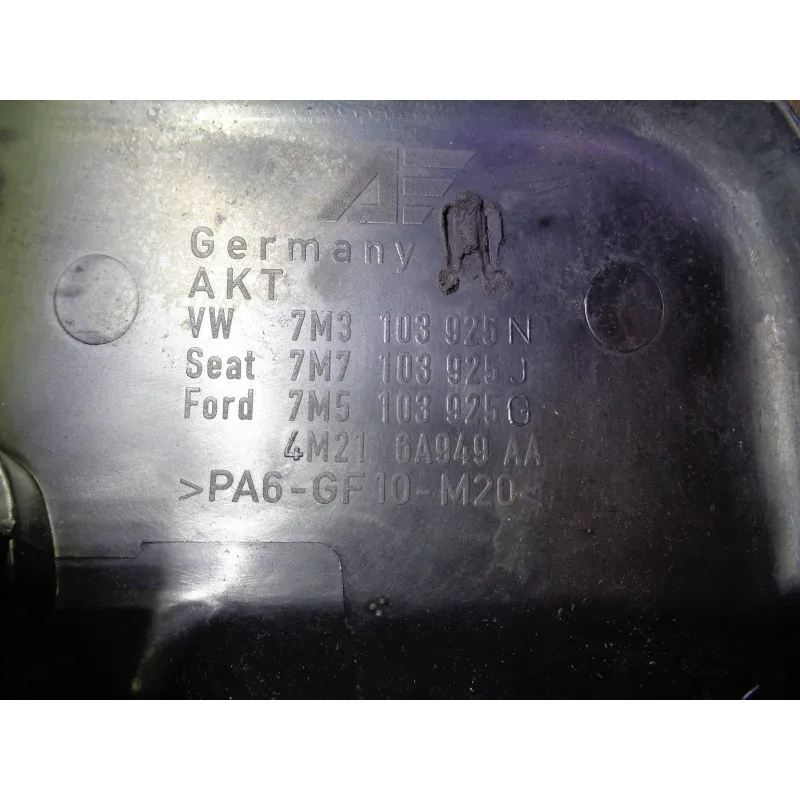 AE
Germany
AKT
VW 7M3 103 925 N
Seat 7M7 103 925 J
Ford 7M5 103 925 G
4M21 6A949 AA
>PA6-GF10-M20<